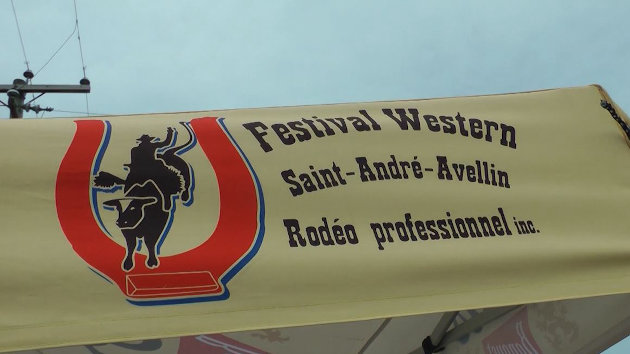 Festival Western
Saint-André-Avellin
Rodéo professionnel inc.